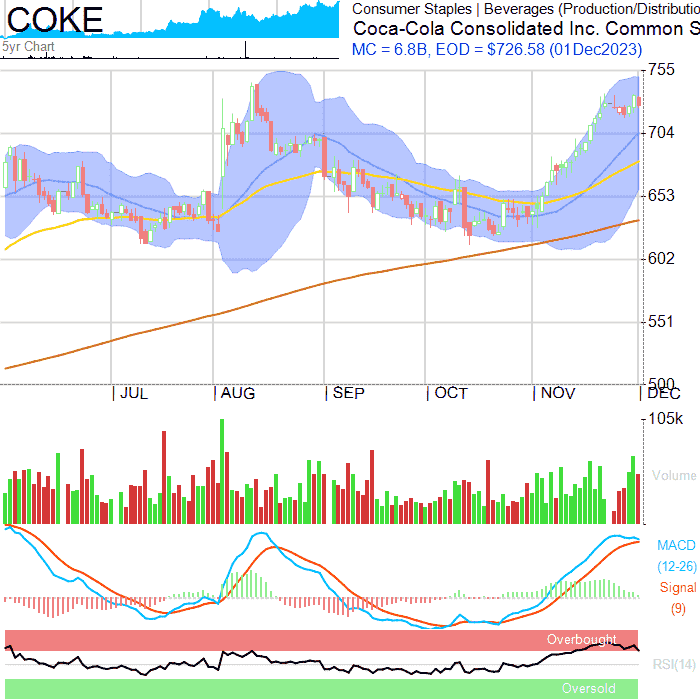 COKE
5yr Chart
Consumer Staples | Beverages (Production/Distributio
Coca-Cola Consolidated Inc. Common S
MC = 6.8B, EOD = $726.58 (01Dec2023)
755
704
653
602
551
500
JUL AUG SEP OCT NOV DEC
105k
Volume
MACD
(12-26)
Signal
(9)
Overbought
RSI(14)
Oversold